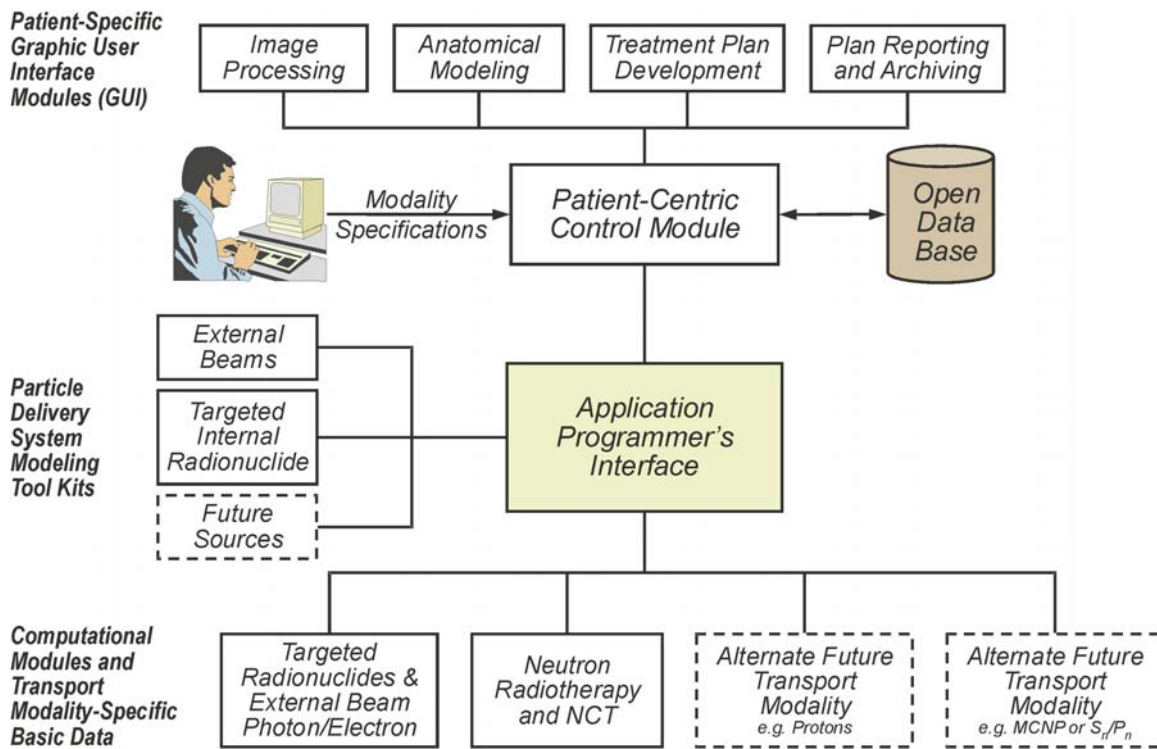 Patient-Specific
Graphic User
Interface
Modules (GUI)
Image
Processing
Anatomical
Modeling
Treatment Plan
Development
Plan Reporting
and Archiving
Modality
Specifications
Patient-Centric
Control Module
Open
Data
Base
Particle
Delivery
System
Modeling
Tool Kits
External
Beams
Targeted
Internal
Radionuclide
Future
Sources
Application
Programmer's
Interface
Computational
Modules and
Transport
Modality-Specific
Basic Data
Targeted
Radionuclides &
External Beam
Photon/Electron
Neutron
Radiotherapy
and NCT
Alternate Future
Transport
Modality
e.g. Protons
Alternate Future
Transport
Modality
e.g. MCNP or Sn/Pn